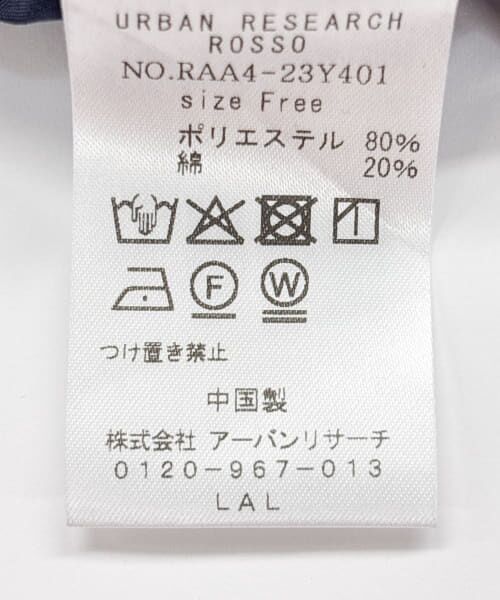 URBAN RESEARCH
ROSSO
NO.RAA4-23Y401
size Free
ポリエステル 80%
綿 20%
F W
つけ置き禁止
中国製
株式会社 アーバンリサーチ
0120-967-013
LAL